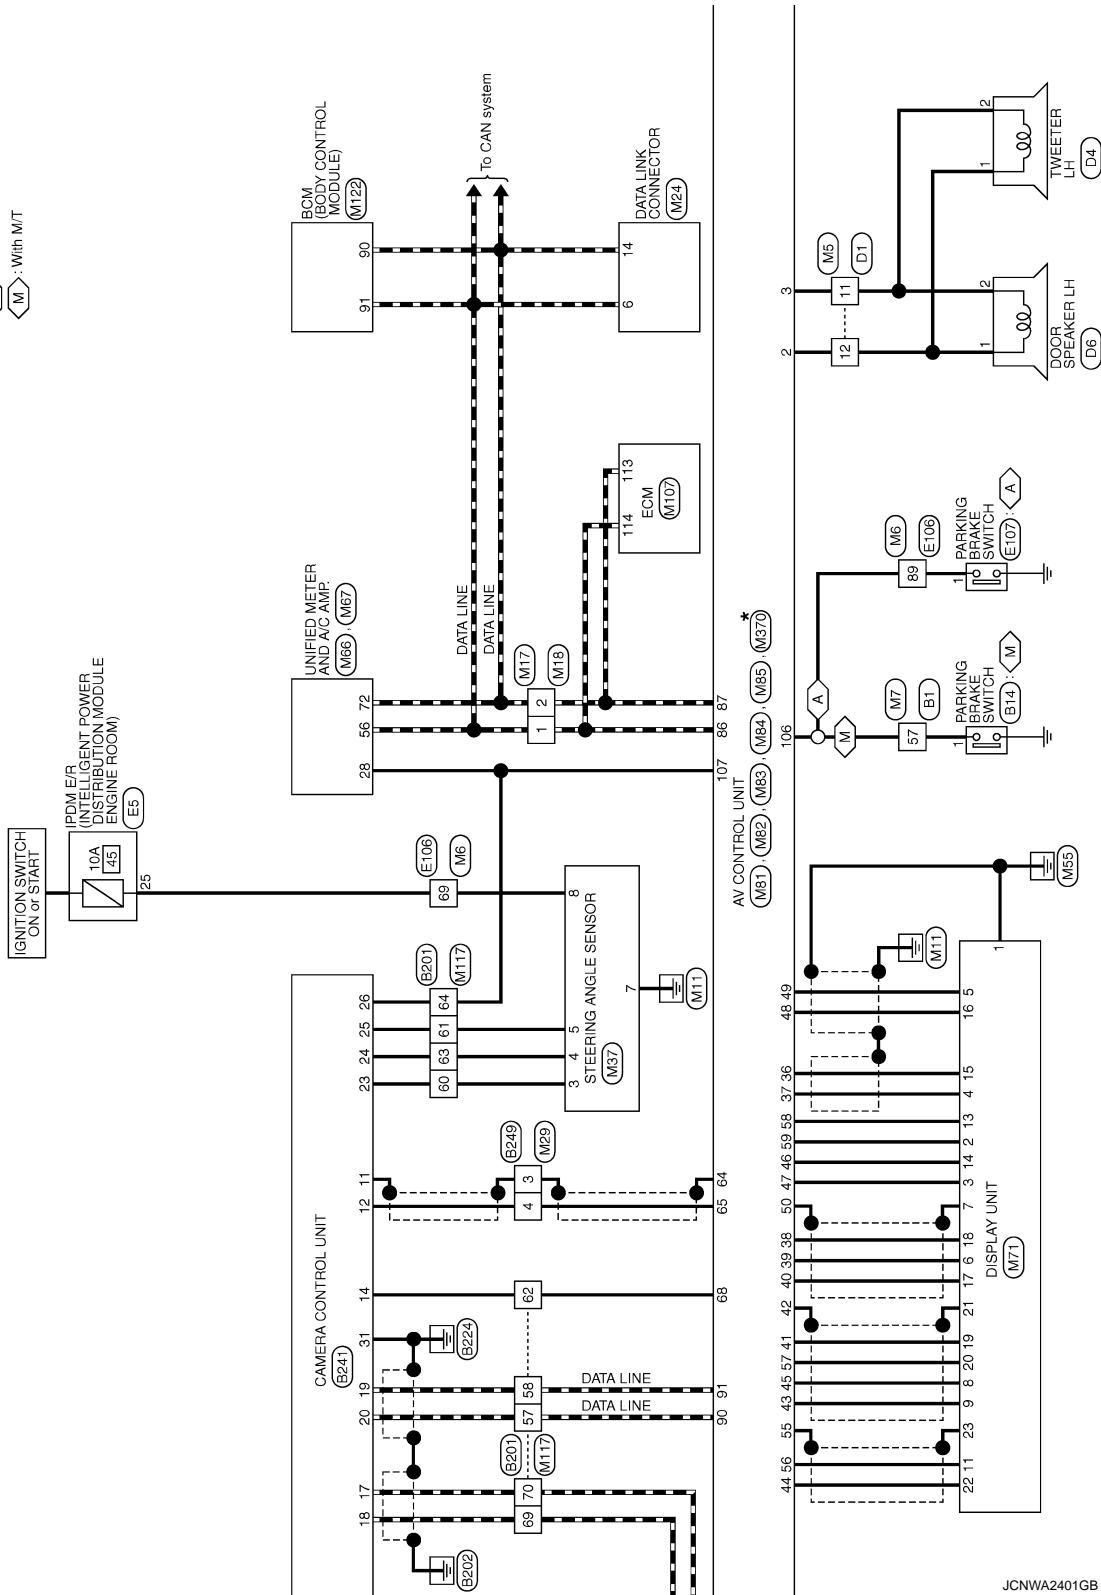 M : With M/T
IGNITION SWITCH
ON or START
IPDM E/R
(INTELLIGENT POWER
DISTRIBUTION MODULE
ENGINE ROOM)
E5
10A
45
25
CAMERA CONTROL UNIT
B241
18 17 20 19 31 14 12 11 23 24 25 26
B202
B224
UNIFIED METER
AND A/C AMP.
M66 , M67
28 56 72
BCM
(BODY CONTROL
MODULE)
M122
91 90
To CAN system
E106
M6
69
B201
M117
60 63 61 64
DATA LINE
DATA LINE
69 70
B201
M117
57 58
62
B249
M29
4 3
DATA LINE
DATA LINE
M17
M18
1 2
3 4 5 8
STEERING ANGLE SENSOR
M37
7
M11
114 113
ECM
M107
6 14
DATA LINK
CONNECTOR
M24
90 91 68 65 64 107 86 87
AV CONTROL UNIT
M81 , M82 , M83 , M84 , M85 , M370 *
44 56 55 43 45 57 41 42 40 39 38 50 47 46 59 58 37 36 48 49 106 2 3
A
M
M5
D1
12 11
M7
B1
57
M6
E106
89
M11
M55
22 11 23 9 8 20 19 21 17 6 18 7 3 14 2 13 4 15 16 5 1
DISPLAY UNIT
M71
1
PARKING
BRAKE
SWITCH
B14 : M
1
PARKING
BRAKE
SWITCH
E107 : A
1 2
DOOR
SPEAKER LH
D6
1 2
TWEETER
LH
D4
JCNWA2401GB